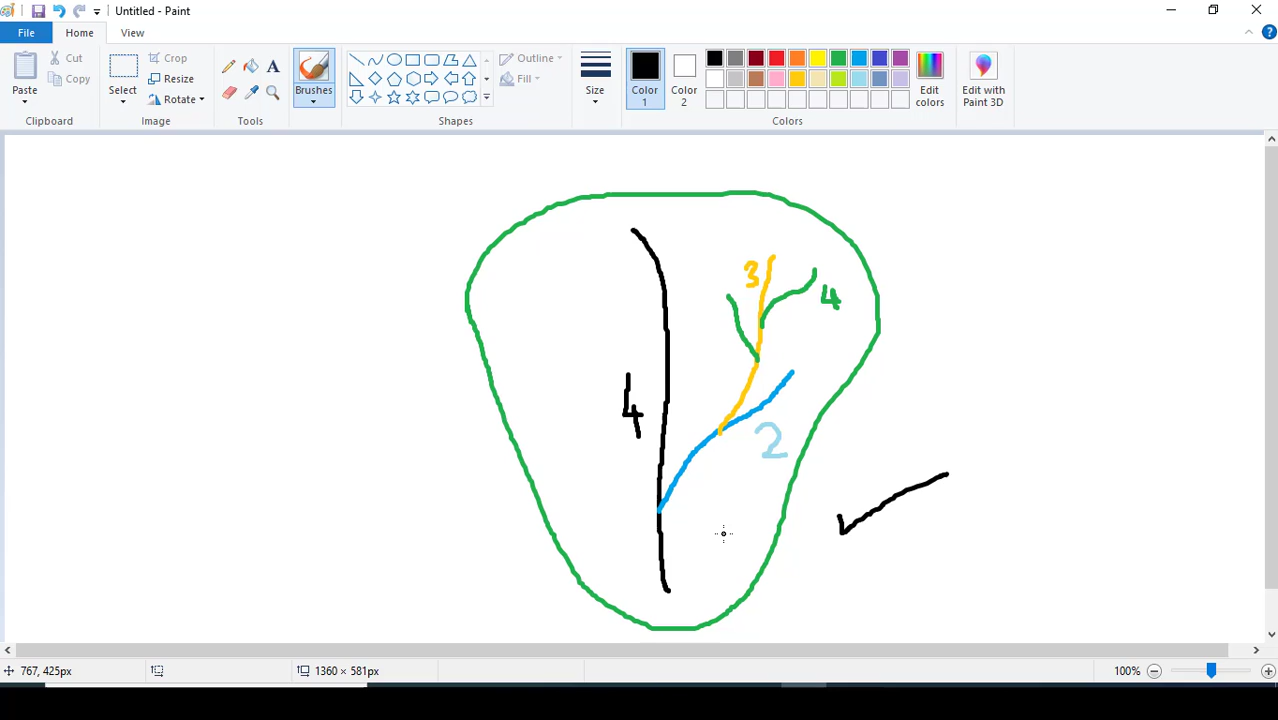 Untitled - Paint
File Home View
Paste
Cut
Copy
Clipboard
Select
Crop
Resize
Rotate
Image
A
Tools
Brushes
Shapes
Outline
Fill
Size
Color 1
Color 2
Colors
Edit colors
Edit with Paint 3D
3
4
4
2
767, 425px
1360 × 581px
100%